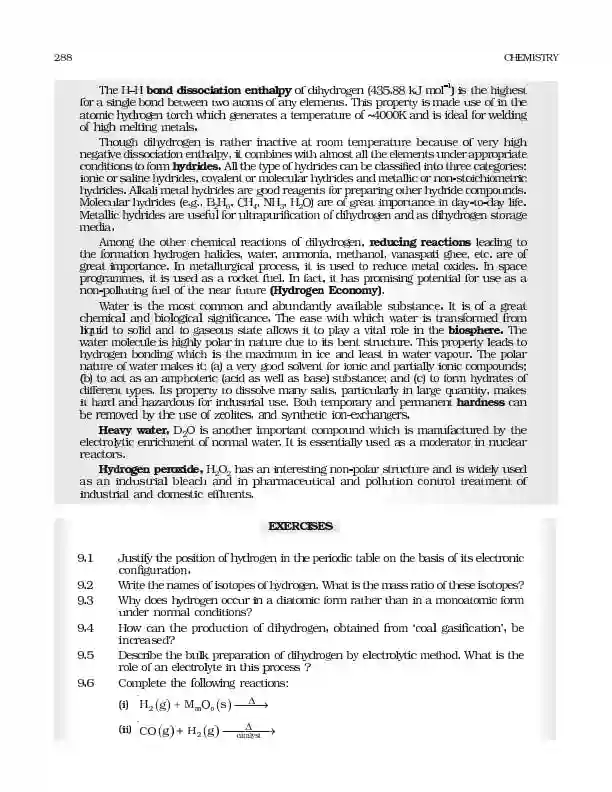 288
CHEMISTRY
The H–H bond dissociation enthalpy of dihydrogen (435.88 kJ mol⁻¹) is the highest
for a single bond between two atoms of any elements. This property is made use of in the
atomic hydrogen torch which generates a temperature of ~4000K and is ideal for welding
of high melting metals.
Though dihydrogen is rather inactive at room temperature because of very high
negative dissociation enthalpy, it combines with almost all the elements under appropriate
conditions to form hydrides. All the type of hydrides can be classified into three categories:
ionic or saline hydrides, covalent or molecular hydrides and metallic or non-stoichiometric
hydrides. Alkali metal hydrides are good reagents for preparing other hydride compounds.
Molecular hydrides (e.g., B₂H₆, CH₄, NH₃, H₂O) are of great importance in day-to-day life.
Metallic hydrides are useful for ultrapurification of dihydrogen and as dihydrogen storage
media.
Among the other chemical reactions of dihydrogen, reducing reactions leading to
the formation hydrogen halides, water, ammonia, methanol, vanaspati ghee, etc. are of
great importance. In metallurgical process, it is used to reduce metal oxides. In space
programmes, it is used as a rocket fuel. In fact, it has promising potential for use as a
non-polluting fuel of the near future (Hydrogen Economy).
Water is the most common and abundantly available substance. It is of a great
chemical and biological significance. The ease with which water is transformed from
liquid to solid and to gaseous state allows it to play a vital role in the biosphere. The
water molecule is highly polar in nature due to its bent structure. This property leads to
hydrogen bonding which is the maximum in ice and least in water vapour. The polar
nature of water makes it: (a) a very good solvent for ionic and partially ionic compounds;
(b) to act as an amphoteric (acid as well as base) substance; and (c) to form hydrates of
different types. Its property to dissolve many salts, particularly in large quantity, makes
it hard and hazardous for industrial use. Both temporary and permanent hardness can
be removed by the use of zeolites, and synthetic ion-exchangers.
Heavy water, D₂O is another important compound which is manufactured by the
electrolytic enrichment of normal water. It is essentially used as a moderator in nuclear
reactors.
Hydrogen peroxide, H₂O₂ has an interesting non-polar structure and is widely used
as an industrial bleach and in pharmaceutical and pollution control treatment of
industrial and domestic effluents.
EXERCISES
9.1 Justify the position of hydrogen in the periodic table on the basis of its electronic
configuration.
9.2 Write the names of isotopes of hydrogen. What is the mass ratio of these isotopes?
9.3 Why does hydrogen occur in a diatomic form rather than in a monoatomic form
under normal conditions?
9.4 How can the production of dihydrogen, obtained from ‘coal gasification’, be
increased?
9.5 Describe the bulk preparation of dihydrogen by electrolytic method. What is the
role of an electrolyte in this process ?
9.6 Complete the following reactions:
(i) H₂(g) + MₘOₒ(s) —Δ→
(ii) CO(g) + H₂(g) —Δ/catalyst→